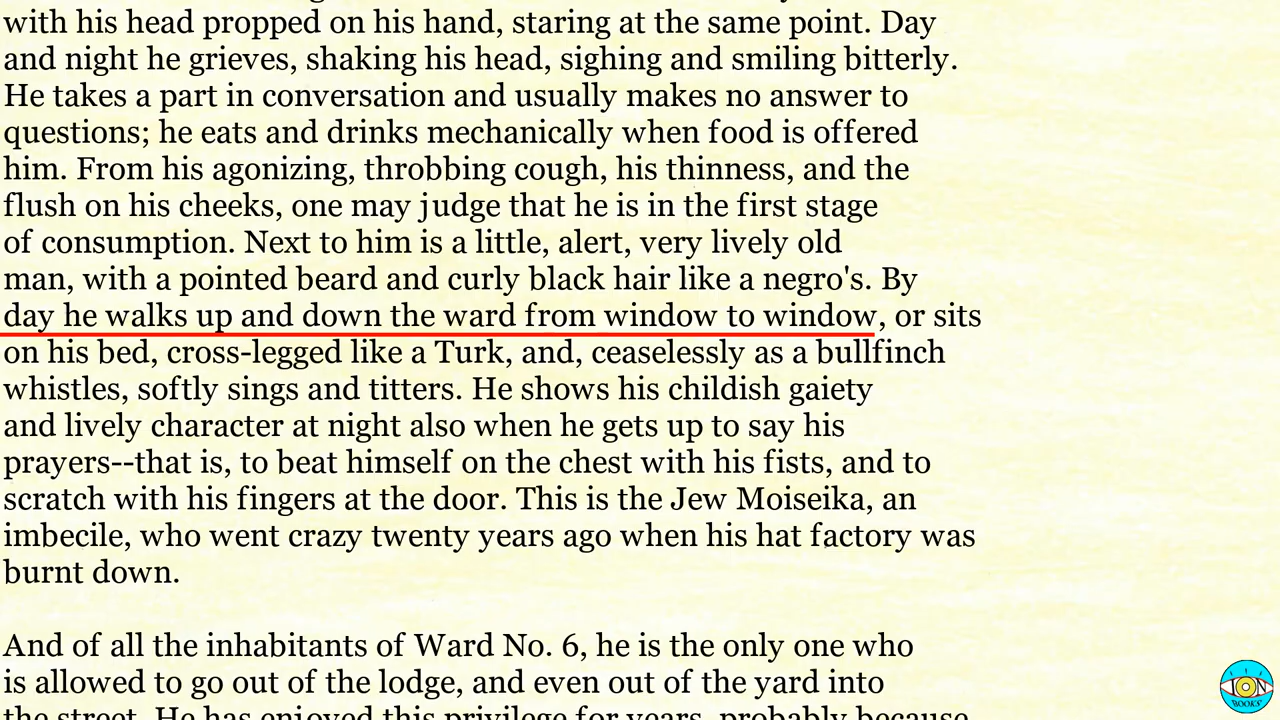 with his head propped on his hand, staring at the same point. Day
and night he grieves, shaking his head, sighing and smiling bitterly.
He takes a part in conversation and usually makes no answer to
questions; he eats and drinks mechanically when food is offered
him. From his agonizing, throbbing cough, his thinness, and the
flush on his cheeks, one may judge that he is in the first stage
of consumption. Next to him is a little, alert, very lively old
man, with a pointed beard and curly black hair like a negro's. By
day he walks up and down the ward from window to window, or sits
on his bed, cross-legged like a Turk, and, ceaselessly as a bullfinch
whistles, softly sings and titters. He shows his childish gaiety
and lively character at night also when he gets up to say his
prayers--that is, to beat himself on the chest with his fists, and to
scratch with his fingers at the door. This is the Jew Moiseika, an
imbecile, who went crazy twenty years ago when his hat factory was
burnt down.
And of all the inhabitants of Ward No. 6, he is the only one who
is allowed to go out of the lodge, and even out of the yard into
the street. He has enjoyed this privilege for years, probably because
ION
BOOKS